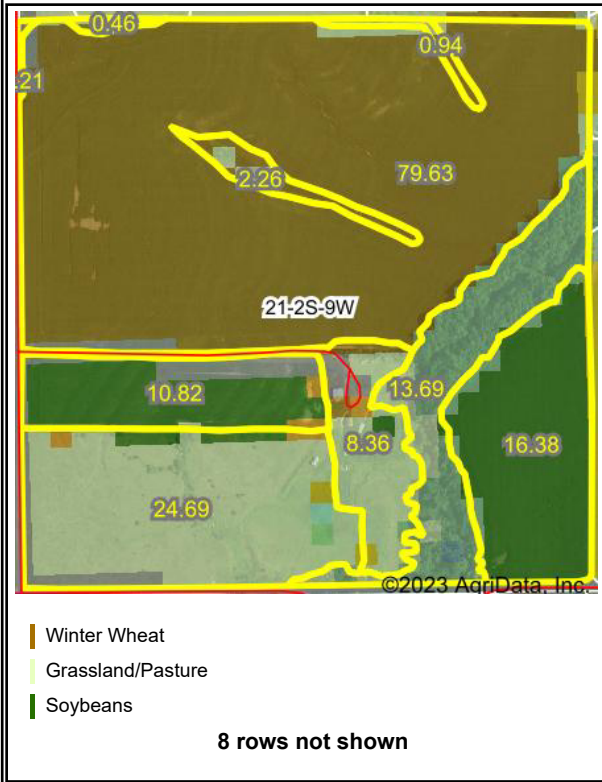 0.46
0.94
.21
79.63
2.26
21-2S-9W
10.82
13.69
8.36
16.38
24.69
©2023 AgriData, Inc.
Winter Wheat
Grassland/Pasture
Soybeans
8 rows not shown